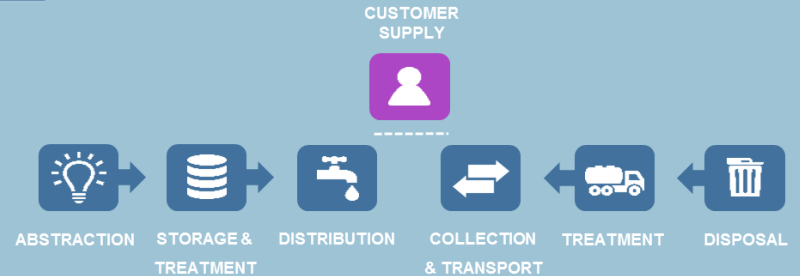 CUSTOMER
SUPPLY
ABSTRACTION
STORAGE &
TREATMENT
DISTRIBUTION
COLLECTION
& TRANSPORT
TREATMENT
DISPOSAL